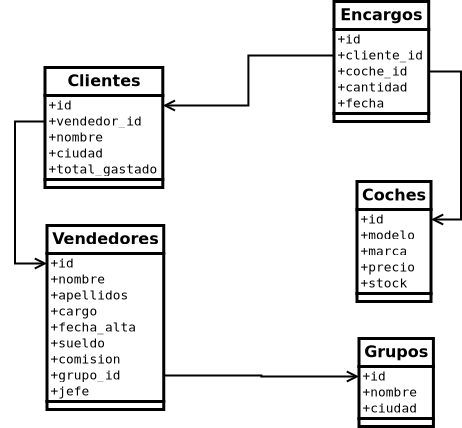 Encargos
+id
+cliente_id
+coche_id
+cantidad
+fecha
Clientes
+id
+vendedor_id
+nombre
+ciudad
+total_gastado
Coches
+id
+modelo
+marca
+precio
+stock
Vendedores
+id
+nombre
+apellidos
+cargo
+fecha_alta
+sueldo
+comision
+grupo_id
+jefe
Grupos
+id
+nombre
+ciudad